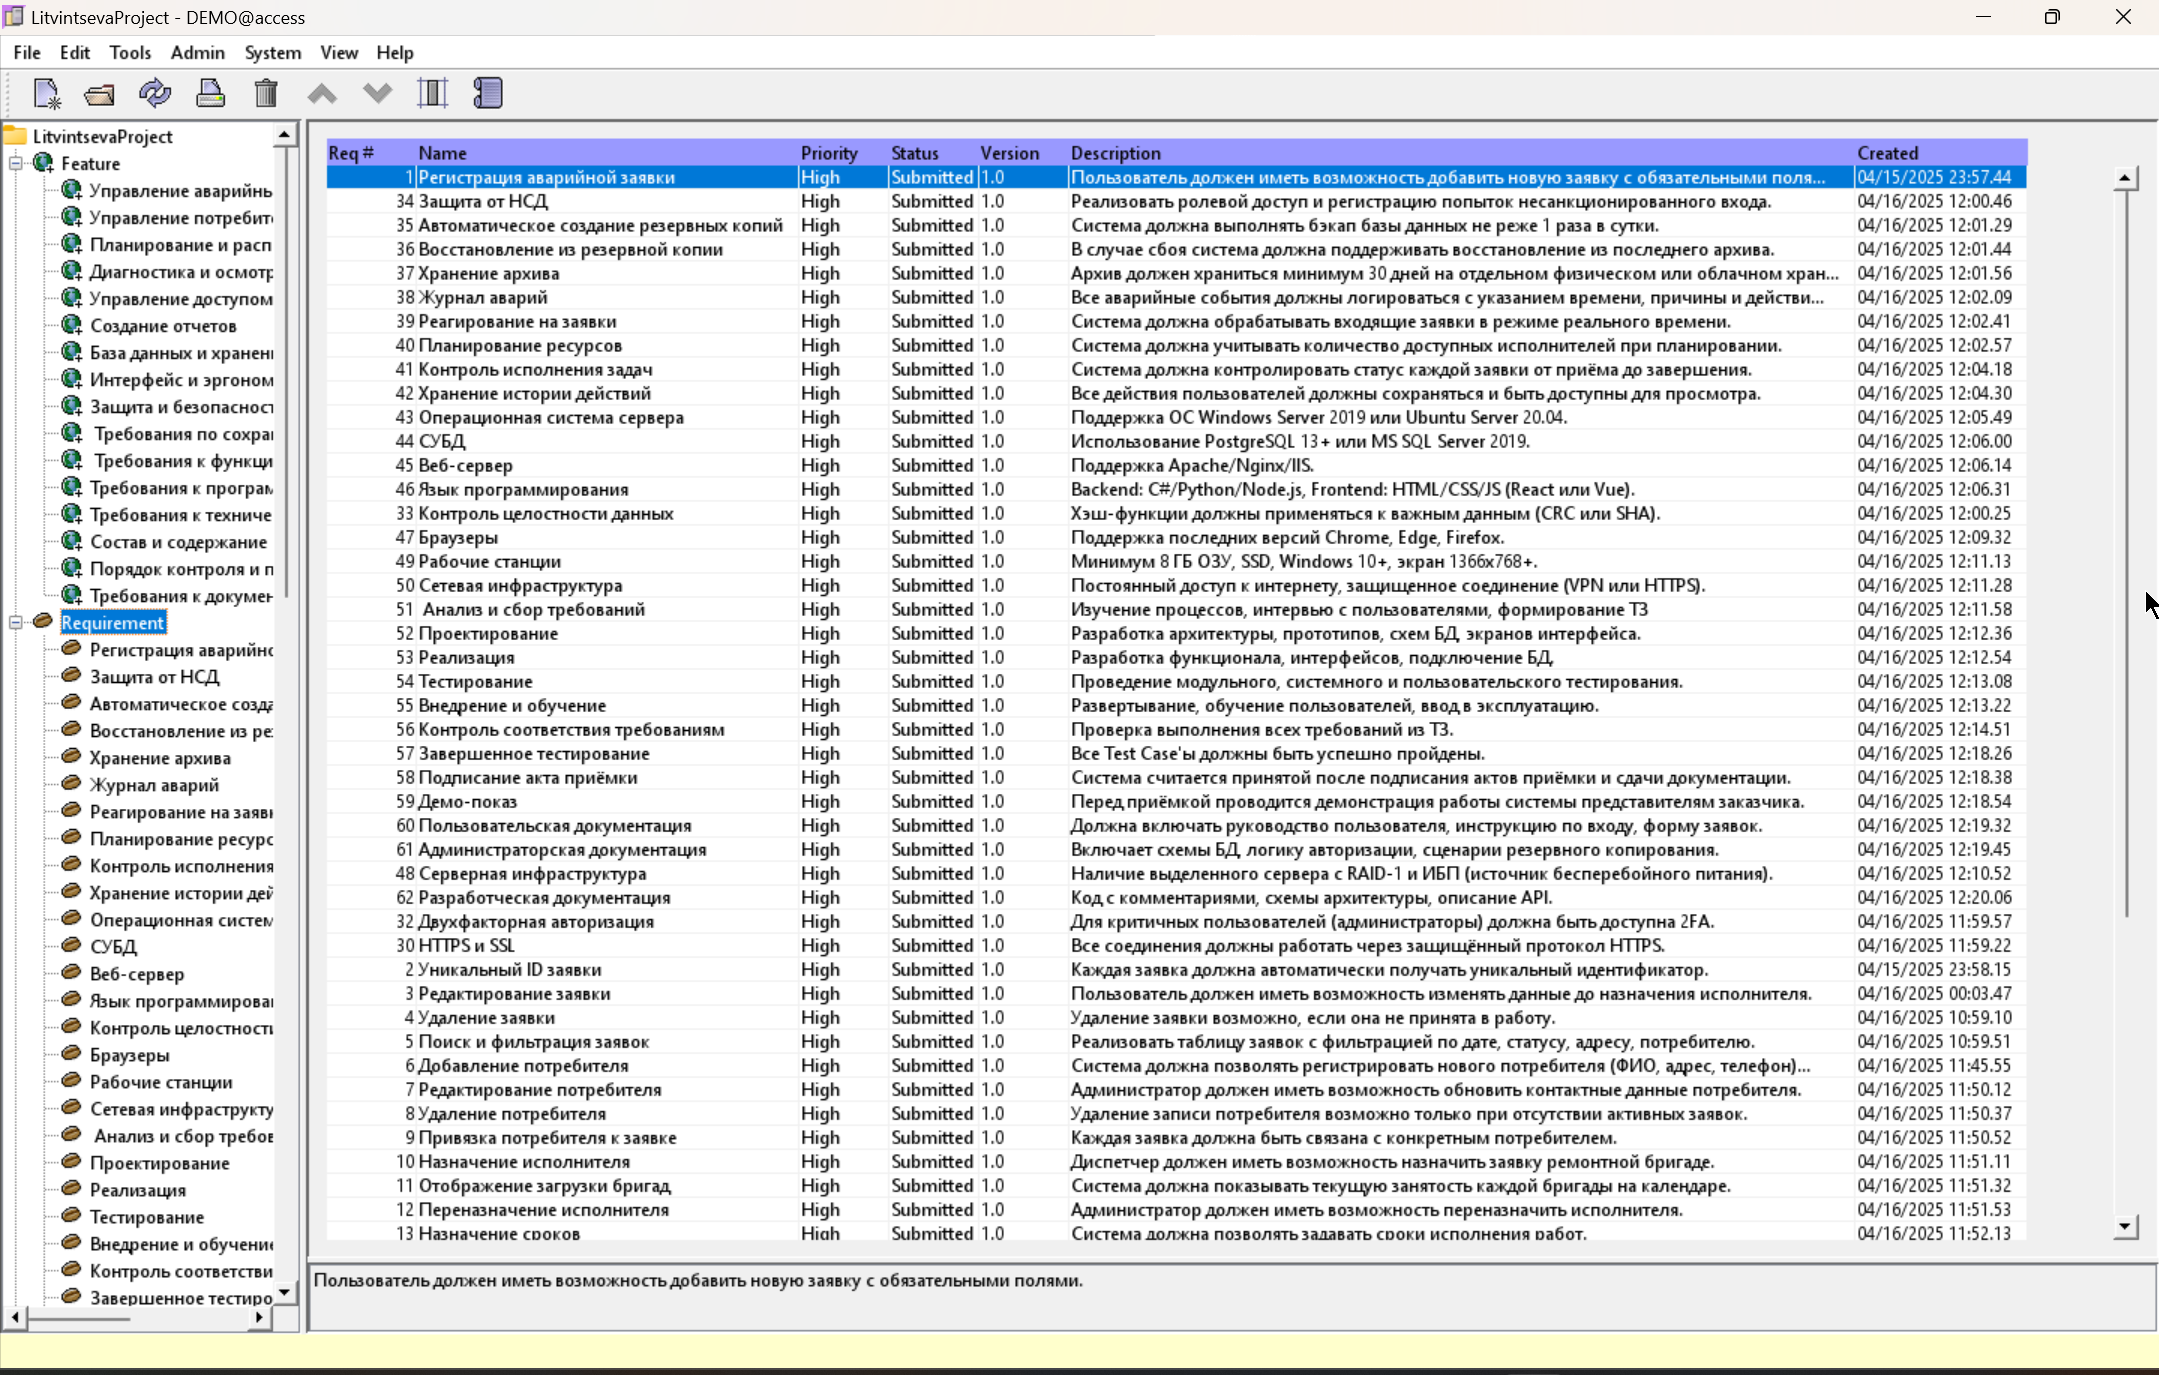 LitvintsevaProject - DEMO@access
File Edit Tools Admin System View Help
LitvintsevaProject
Feature
Управление аварийнь
Управление потребит
Планирование и расп
Диагностика и осмотр
Управление доступом
Создание отчетов
База данных и хранени
Интерфейс и эргоном
Защита и безопасност
Требования по сохра
Требования к функци
Требования к програм
Требования к техниче
Состав и содержание
Порядок контроля и п
Требования к докумен
Requirement
Регистрация аварийно
Защита от НСД
Автоматическое созда
Восстановление из ре
Хранение архива
Журнал аварий
Реагирование на заяв
Планирование ресурс
Контроль исполнения
Хранение истории дей
Операционная систем
СУБД
Веб-сервер
Язык программирова
Контроль целостности
Браузеры
Рабочие станции
Сетевая инфраструкту
Анализ и сбор требов
Проектирование
Реализация
Тестирование
Внедрение и обучение
Контроль соответстви
Завершенное тестиро
Req # Name Priority Status Version Description Created
1 Регистрация аварийной заявки High Submitted 1.0 Пользователь должен иметь возможность добавить новую заявку с обязательными поля... 04/15/2025 23:57.44
34 Защита от НСД High Submitted 1.0 Реализовать ролевой доступ и регистрацию попыток несанкционированного входа. 04/16/2025 12:00.46
35 Автоматическое создание резервных копий High Submitted 1.0 Система должна выполнять бэкап базы данных не реже 1 раза в сутки. 04/16/2025 12:01.29
36 Восстановление из резервной копии High Submitted 1.0 В случае сбоя система должна поддерживать восстановление из последнего архива. 04/16/2025 12:01.44
37 Хранение архива High Submitted 1.0 Архив должен храниться минимум 30 дней на отдельном физическом или облачном хран... 04/16/2025 12:01.56
38 Журнал аварий High Submitted 1.0 Все аварийные события должны логироваться с указанием времени, причины и действи... 04/16/2025 12:02.09
39 Реагирование на заявки High Submitted 1.0 Система должна обрабатывать входящие заявки в режиме реального времени. 04/16/2025 12:02.41
40 Планирование ресурсов High Submitted 1.0 Система должна учитывать количество доступных исполнителей при планировании. 04/16/2025 12:02.57
41 Контроль исполнения задач High Submitted 1.0 Система должна контролировать статус каждой заявки от приёма до завершения. 04/16/2025 12:04.18
42 Хранение истории действий High Submitted 1.0 Все действия пользователей должны сохраняться и быть доступны для просмотра. 04/16/2025 12:04.30
43 Операционная система сервера High Submitted 1.0 Поддержка ОС Windows Server 2019 или Ubuntu Server 20.04. 04/16/2025 12:05.49
44 СУБД High Submitted 1.0 Использование PostgreSQL 13+ или MS SQL Server 2019. 04/16/2025 12:06.00
45 Веб-сервер High Submitted 1.0 Поддержка Apache/Nginx/IIS. 04/16/2025 12:06.14
46 Язык программирования High Submitted 1.0 Backend: C#/Python/Node.js, Frontend: HTML/CSS/JS (React или Vue). 04/16/2025 12:06.31
33 Контроль целостности данных High Submitted 1.0 Хэш-функции должны применяться к важным данным (CRC или SHA). 04/16/2025 12:00.25
47 Браузеры High Submitted 1.0 Поддержка последних версий Chrome, Edge, Firefox. 04/16/2025 12:09.32
49 Рабочие станции High Submitted 1.0 Минимум 8 ГБ ОЗУ, SSD, Windows 10+, экран 1366x768+. 04/16/2025 12:11.13
50 Сетевая инфраструктура High Submitted 1.0 Постоянный доступ к интернету, защищенное соединение (VPN или HTTPS). 04/16/2025 12:11.28
51 Анализ и сбор требований High Submitted 1.0 Изучение процессов, интервью с пользователями, формирование ТЗ 04/16/2025 12:11.58
52 Проектирование High Submitted 1.0 Разработка архитектуры, прототипов, схем БД, экранов интерфейса. 04/16/2025 12:12.36
53 Реализация High Submitted 1.0 Разработка функционала, интерфейсов, подключение БД. 04/16/2025 12:12.54
54 Тестирование High Submitted 1.0 Проведение модульного, системного и пользовательского тестирования. 04/16/2025 12:13.08
55 Внедрение и обучение High Submitted 1.0 Развертывание, обучение пользователей, ввод в эксплуатацию. 04/16/2025 12:13.22
56 Контроль соответствия требованиям High Submitted 1.0 Проверка выполнения всех требований из ТЗ. 04/16/2025 12:14.51
57 Завершенное тестирование High Submitted 1.0 Все Test Case'ы должны быть успешно пройдены. 04/16/2025 12:18.26
58 Подписание акта приёмки High Submitted 1.0 Система считается принятой после подписания актов приёмки и сдачи документации. 04/16/2025 12:18.38
59 Демо-показ High Submitted 1.0 Перед приёмкой проводится демонстрация работы системы представителям заказчика. 04/16/2025 12:18.54
60 Пользовательская документация High Submitted 1.0 Должна включать руководство пользователя, инструкцию по входу, форму заявок. 04/16/2025 12:19.32
61 Администраторская документация High Submitted 1.0 Включает схемы БД, логику авторизации, сценарии резервного копирования. 04/16/2025 12:19.45
48 Серверная инфраструктура High Submitted 1.0 Наличие выделенного сервера с RAID-1 и ИБП (источник бесперебойного питания). 04/16/2025 12:10.52
62 Разработческая документация High Submitted 1.0 Код с комментариями, схемы архитектуры, описание API. 04/16/2025 12:20.06
32 Двухфакторная авторизация High Submitted 1.0 Для критичных пользователей (администраторы) должна быть доступна 2FA. 04/16/2025 11:59.57
30 HTTPS и SSL High Submitted 1.0 Все соединения должны работать через защищённый протокол HTTPS. 04/16/2025 11:59.22
2 Уникальный ID заявки High Submitted 1.0 Каждая заявка должна автоматически получать уникальный идентификатор. 04/15/2025 23:58.15
3 Редактирование заявки High Submitted 1.0 Пользователь должен иметь возможность изменять данные до назначения исполнителя. 04/16/2025 00:03.47
4 Удаление заявки High Submitted 1.0 Удаление заявки возможно, если она не принята в работу. 04/16/2025 10:59.10
5 Поиск и фильтрация заявок High Submitted 1.0 Реализовать таблицу заявок с фильтрацией по дате, статусу, адресу, потребителю. 04/16/2025 10:59.51
6 Добавление потребителя High Submitted 1.0 Система должна позволять регистрировать нового потребителя (ФИО, адрес, телефон)... 04/16/2025 11:45.55
7 Редактирование потребителя High Submitted 1.0 Администратор должен иметь возможность обновить контактные данные потребителя. 04/16/2025 11:50.12
8 Удаление потребителя High Submitted 1.0 Удаление записи потребителя возможно только при отсутствии активных заявок. 04/16/2025 11:50.37
9 Привязка потребителя к заявке High Submitted 1.0 Каждая заявка должна быть связана с конкретным потребителем. 04/16/2025 11:50.52
10 Назначение исполнителя High Submitted 1.0 Диспетчер должен иметь возможность назначить заявку ремонтной бригаде. 04/16/2025 11:51.11
11 Отображение загрузки бригад High Submitted 1.0 Система должна показывать текущую занятость каждой бригады на календаре. 04/16/2025 11:51.32
12 Переназначение исполнителя High Submitted 1.0 Администратор должен иметь возможность переназначить исполнителя. 04/16/2025 11:51.53
13 Назначение сроков High Submitted 1.0 Система должна позволять задавать сроки исполнения работ. 04/16/2025 11:52.13
Пользователь должен иметь возможность добавить новую заявку с обязательными полями.